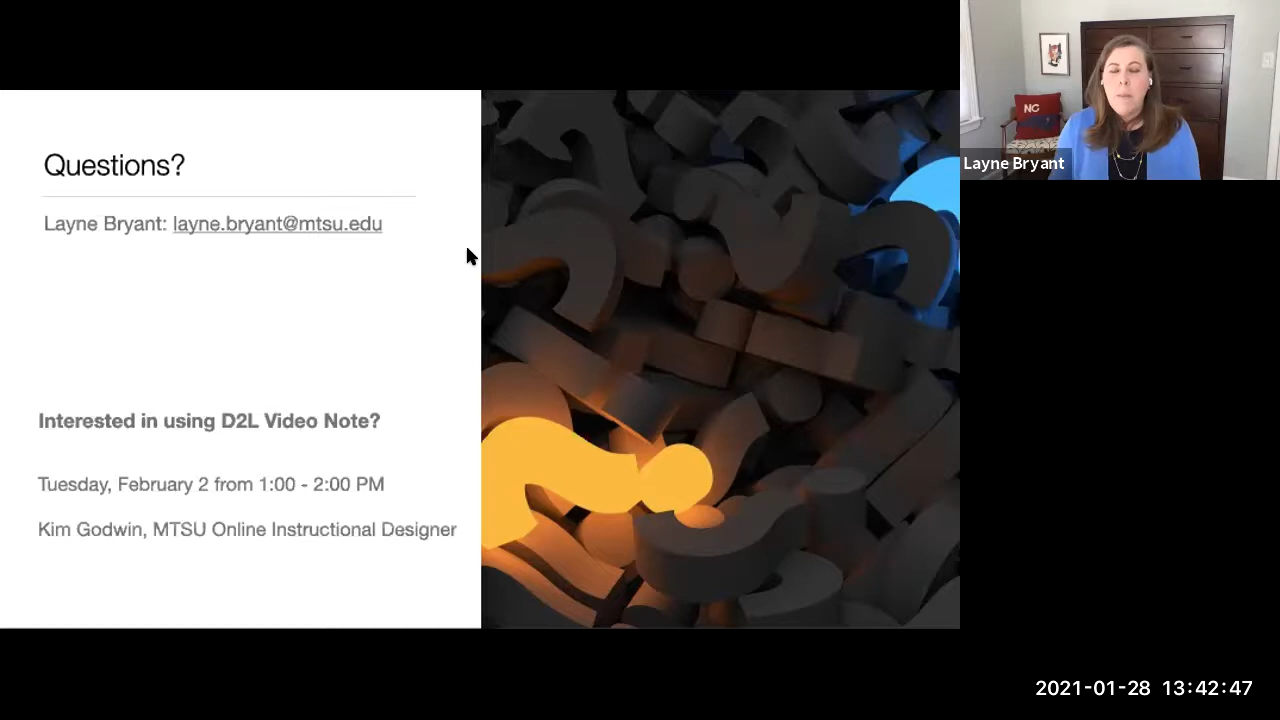 Questions?
Layne Bryant: layne.bryant@mtsu.edu
Interested in using D2L Video Note?
Tuesday, February 2 from 1:00 - 2:00 PM
Kim Godwin, MTSU Online Instructional Designer
NC
Layne Bryant
2021-01-28 13:42:47